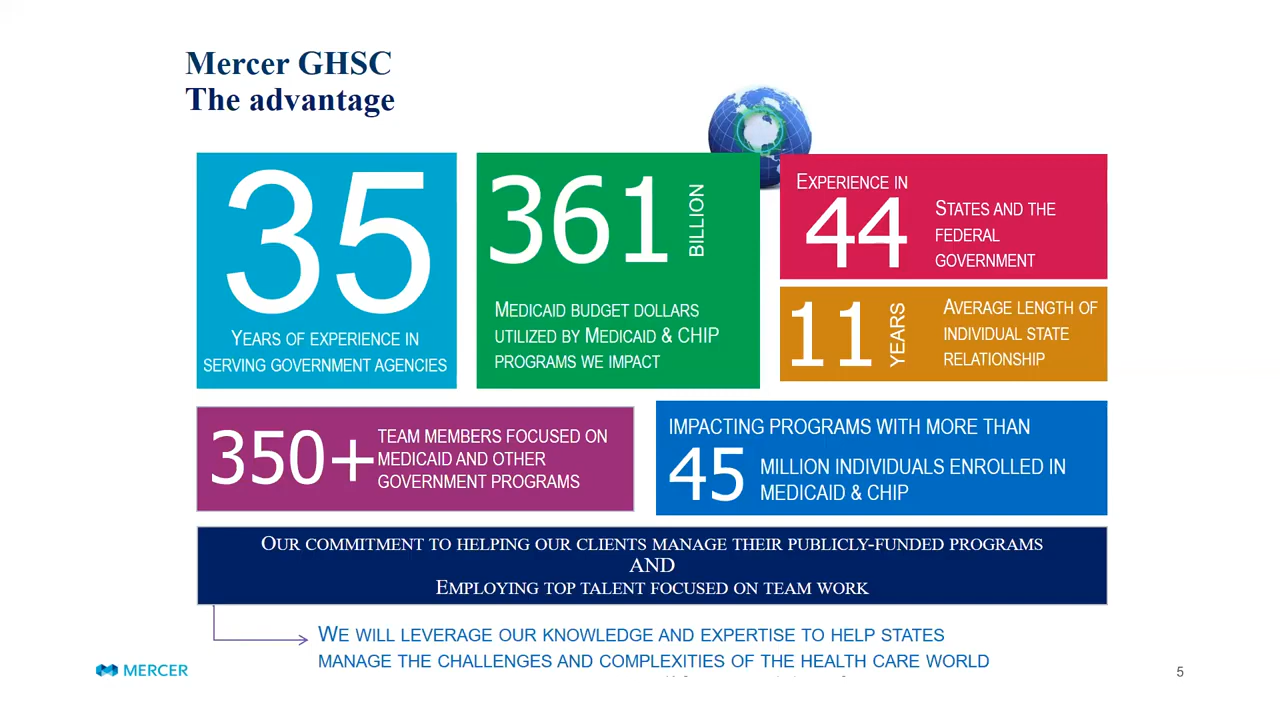 Mercer GHSC
The advantage
35
YEARS OF EXPERIENCE IN
SERVING GOVERNMENT AGENCIES
361 BILLION
MEDICAID BUDGET DOLLARS
UTILIZED BY MEDICAID & CHIP
PROGRAMS WE IMPACT
EXPERIENCE IN
44
STATES AND THE
FEDERAL
GOVERNMENT
11 YEARS
AVERAGE LENGTH OF
INDIVIDUAL STATE
RELATIONSHIP
350+
TEAM MEMBERS FOCUSED ON
MEDICAID AND OTHER
GOVERNMENT PROGRAMS
IMPACTING PROGRAMS WITH MORE THAN
45
MILLION INDIVIDUALS ENROLLED IN
MEDICAID & CHIP
OUR COMMITMENT TO HELPING OUR CLIENTS MANAGE THEIR PUBLICLY-FUNDED PROGRAMS
AND
EMPLOYING TOP TALENT FOCUSED ON TEAM WORK
WE WILL LEVERAGE OUR KNOWLEDGE AND EXPERTISE TO HELP STATES
MANAGE THE CHALLENGES AND COMPLEXITIES OF THE HEALTH CARE WORLD
MERCER
5